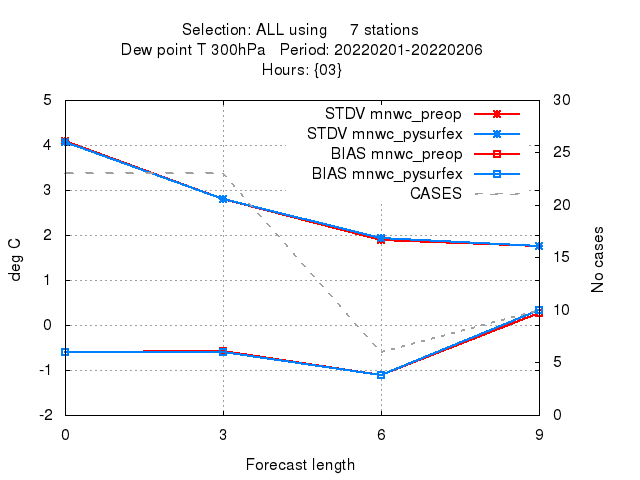 Selection: ALL using     7 stations
Dew point T 300hPa   Period: 20220201-20220206
Hours: {03}
5
4
3
2
1
0
-1
-2
deg C
30
25
20
15
10
5
0
No cases
STDV mnwc_preop
STDV mnwc_pysurfex
BIAS mnwc_preop
BIAS mnwc_pysurfex
CASES
0 3 6 9
Forecast length